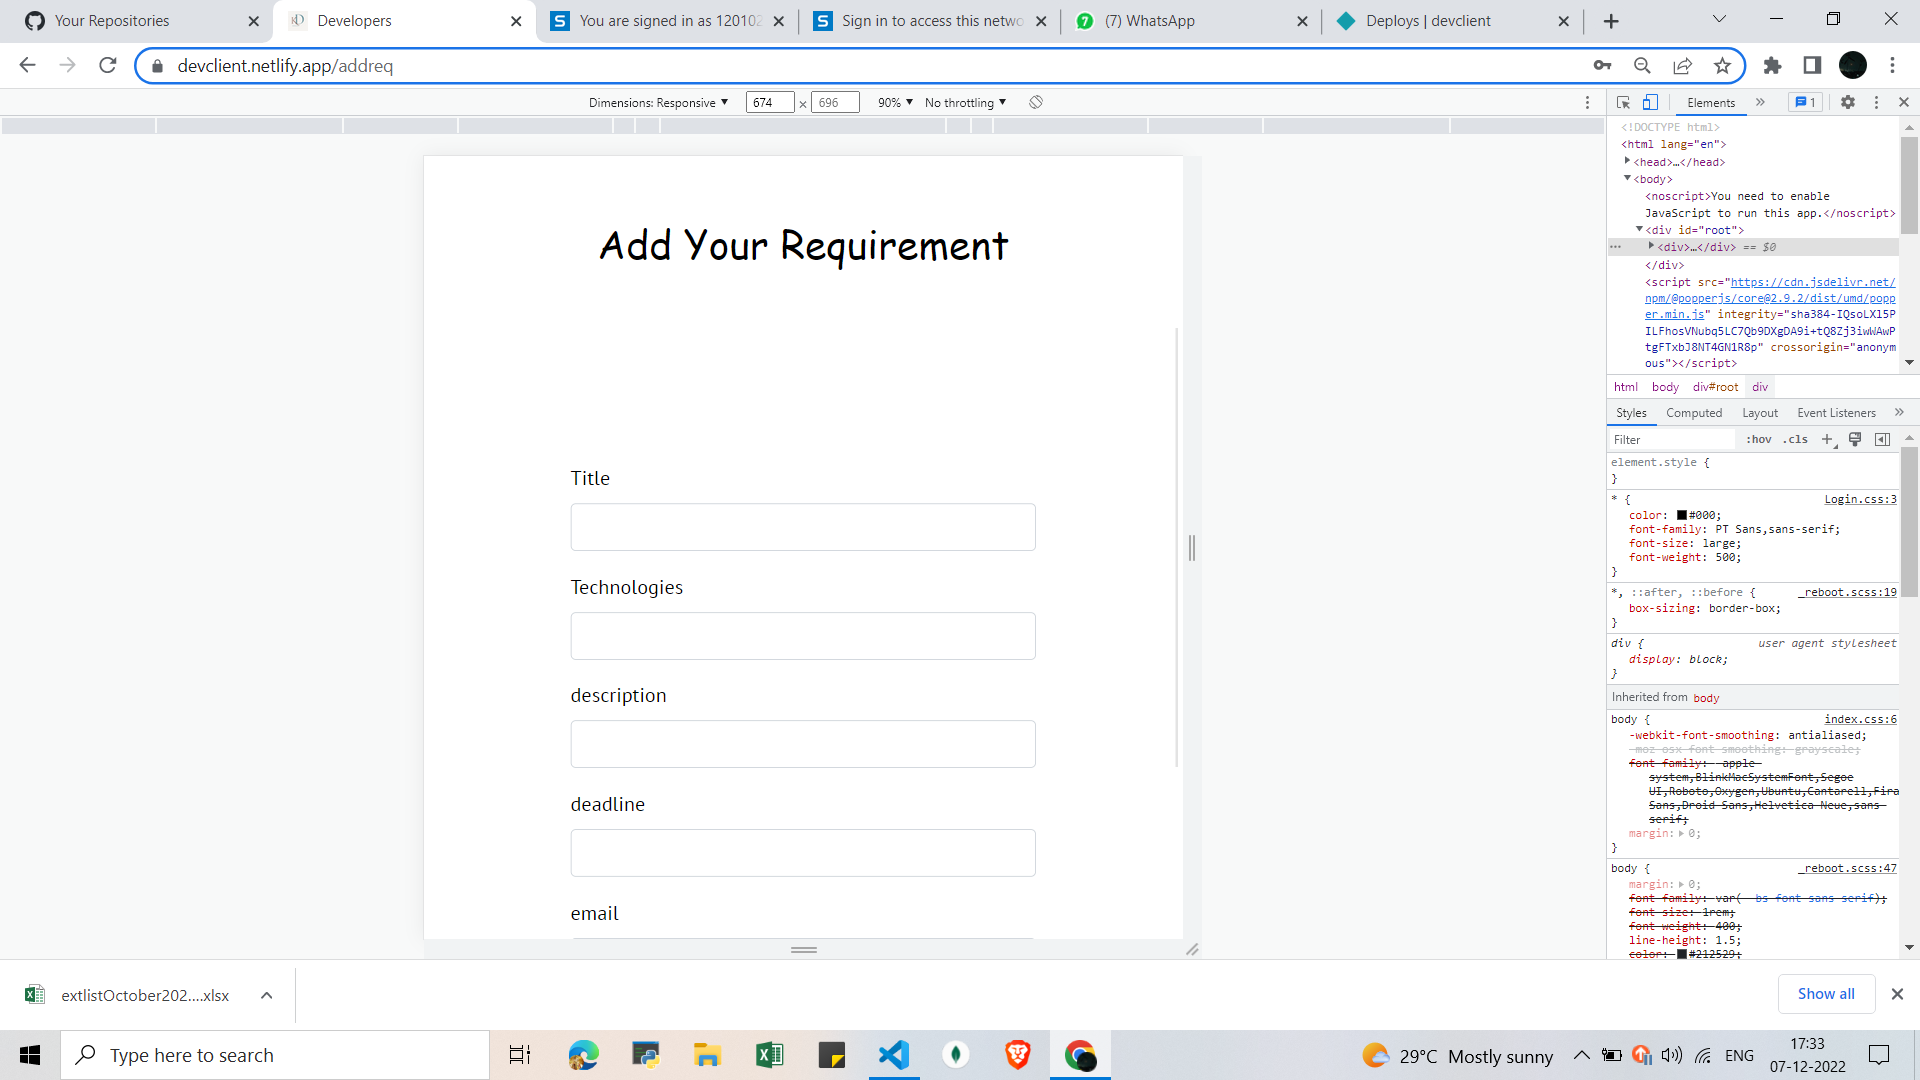 Your Repositories
Developers
You are signed in as 120102
Sign in to access this netwo
(7) WhatsApp
Deploys | devclient
devclient.netlify.app/addreq
Dimensions: Responsive ▼ 674 × 696 90% ▼ No throttling ▼
Elements » 1
<!DOCTYPE html>
<html lang="en">
<head>…</head>
<body>
<noscript>You need to enable
JavaScript to run this app.</noscript>
<div id="root">
<div>…</div> == $0
</div>
<script src="https://cdn.jsdelivr.net/
npm/@popperjs/core@2.9.2/dist/umd/popp
er.min.js" integrity="sha384-IQsoLXl5P
ILFhosVNubq5LC7Qb9DXgDA9i+tQ8Zj3iwWAwP
tgFTxbJ8NT4GN1R8p" crossorigin="anonym
ous"></script>
html body div#root div
Styles Computed Layout Event Listeners »
Filter :hov .cls
element.style {
}
* { Login.css:3
color: #000;
font-family: PT Sans,sans-serif;
font-size: large;
font-weight: 500;
}
*, ::after, ::before { _reboot.scss:19
box-sizing: border-box;
}
div { user agent stylesheet
display: block;
}
Inherited from body
body { index.css:6
-webkit-font-smoothing: antialiased;
-moz-osx-font-smoothing: grayscale;
font-family: -apple-
system,BlinkMacSystemFont,Segoe
UI,Roboto,Oxygen,Ubuntu,Cantarell,Fira
Sans,Droid Sans,Helvetica Neue,sans-
serif;
margin: 0;
}
body { _reboot.scss:47
margin: 0;
font-family: var(--bs-font-sans-serif);
font-size: 1rem;
font-weight: 400;
line-height: 1.5;
color: #212529;
Add Your Requirement
Title
Technologies
description
deadline
email
extlistOctober202....xlsx
Show all
Type here to search
29°C Mostly sunny
ENG
17:33
07-12-2022